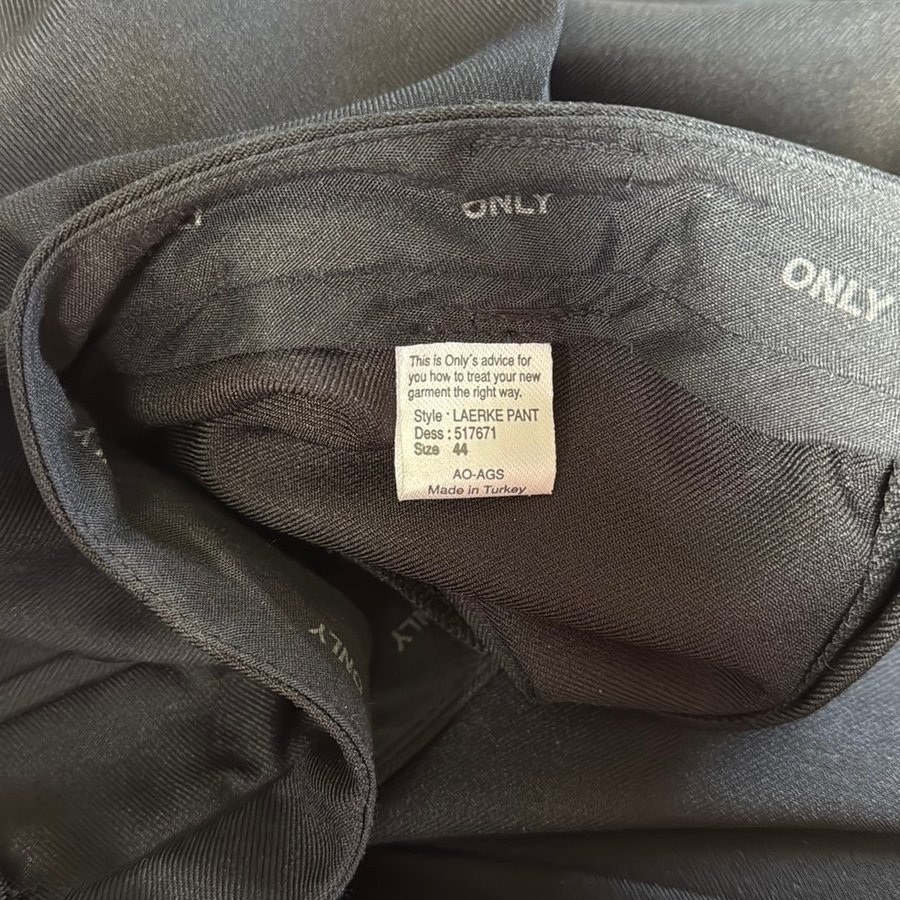 ONLY
ONLY
This is Only´s advice for
you how to treat your new
garment the right way.
Style : LAERKE PANT
Dess : 517671
Size 44
AO-AGS
Made in Turkey
ONLY
ONLY